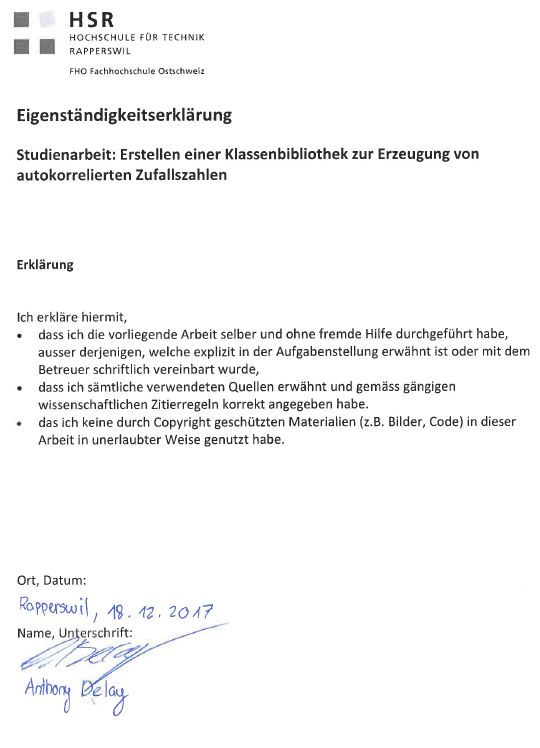 HSR
HOCHSCHULE FÜR TECHNIK
RAPPERSWIL
FHO Fachhochschule Ostschweiz
Eigenständigkeitserklärung
Studienarbeit: Erstellen einer Klassenbibliothek zur Erzeugung von
autokorrelierten Zufallszahlen
Erklärung
Ich erkläre hiermit,
• dass ich die vorliegende Arbeit selber und ohne fremde Hilfe durchgeführt habe,
ausser derjenigen, welche explizit in der Aufgabenstellung erwähnt ist oder mit dem
Betreuer schriftlich vereinbart wurde,
• dass ich sämtliche verwendeten Quellen erwähnt und gemäss gängigen
wissenschaftlichen Zitierregeln korrekt angegeben habe.
• das ich keine durch Copyright geschützten Materialien (z.B. Bilder, Code) in dieser
Arbeit in unerlaubter Weise genutzt habe.
Ort, Datum:
Rapperswil, 18.12.2017
Name, Unterschrift:
A. Delay
Anthony Delay